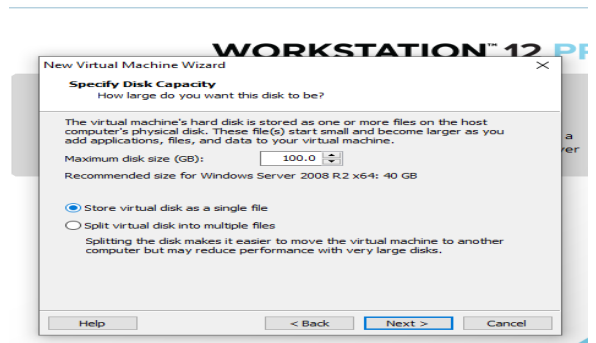 WORKSTATION™ 12 PR
New Virtual Machine Wizard
Specify Disk Capacity
How large do you want this disk to be?
The virtual machine's hard disk is stored as one or more files on the host
computer's physical disk. These file(s) start small and become larger as you
add applications, files, and data to your virtual machine.
a
ver
Maximum disk size (GB): 100.0
Recommended size for Windows Server 2008 R2 x64: 40 GB
Store virtual disk as a single file
Split virtual disk into multiple files
Splitting the disk makes it easier to move the virtual machine to another
computer but may reduce performance with very large disks.
Help < Back Next > Cancel